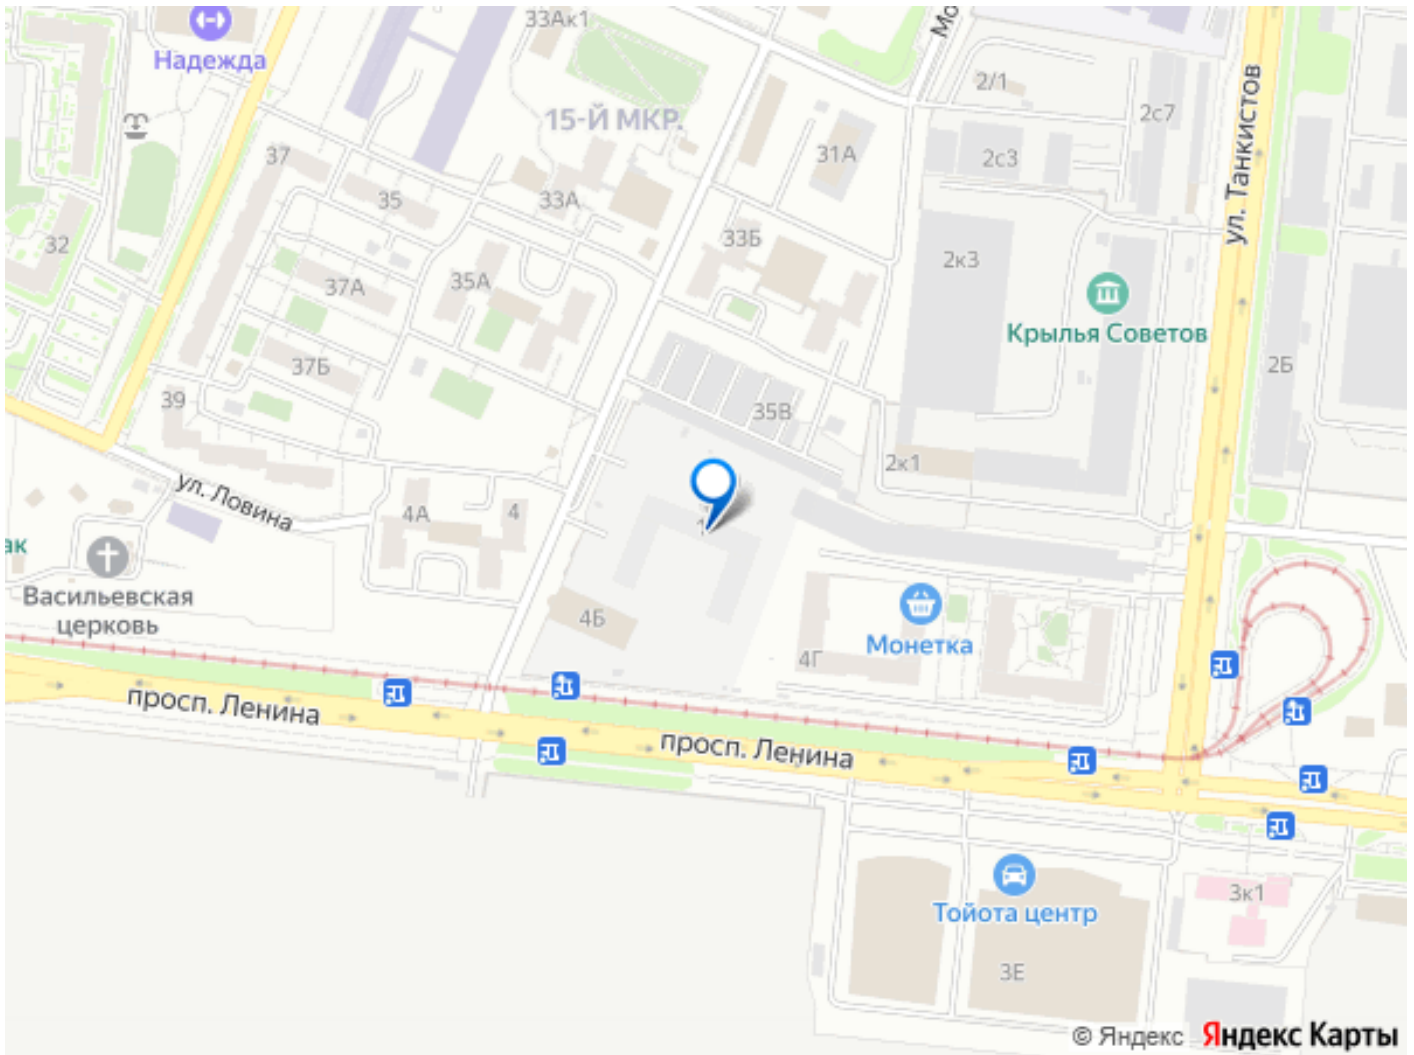 33Ак1
Мо
Надежда
2/1
15-Й МКР.
2с7
ул. Танкистов
37
31А
2с3
35
33А
32
33Б
2к3
37А
35А
Крылья Советов
37Б
2Б
39
35В
2к1
ул. Ловина
4А
4
ак
Васильевская
церковь
4Б
Монетка
4Г
просп. Ленина
просп. Ленина
3к1
Тойота центр
3Е
© Яндекс Яндекс Карты